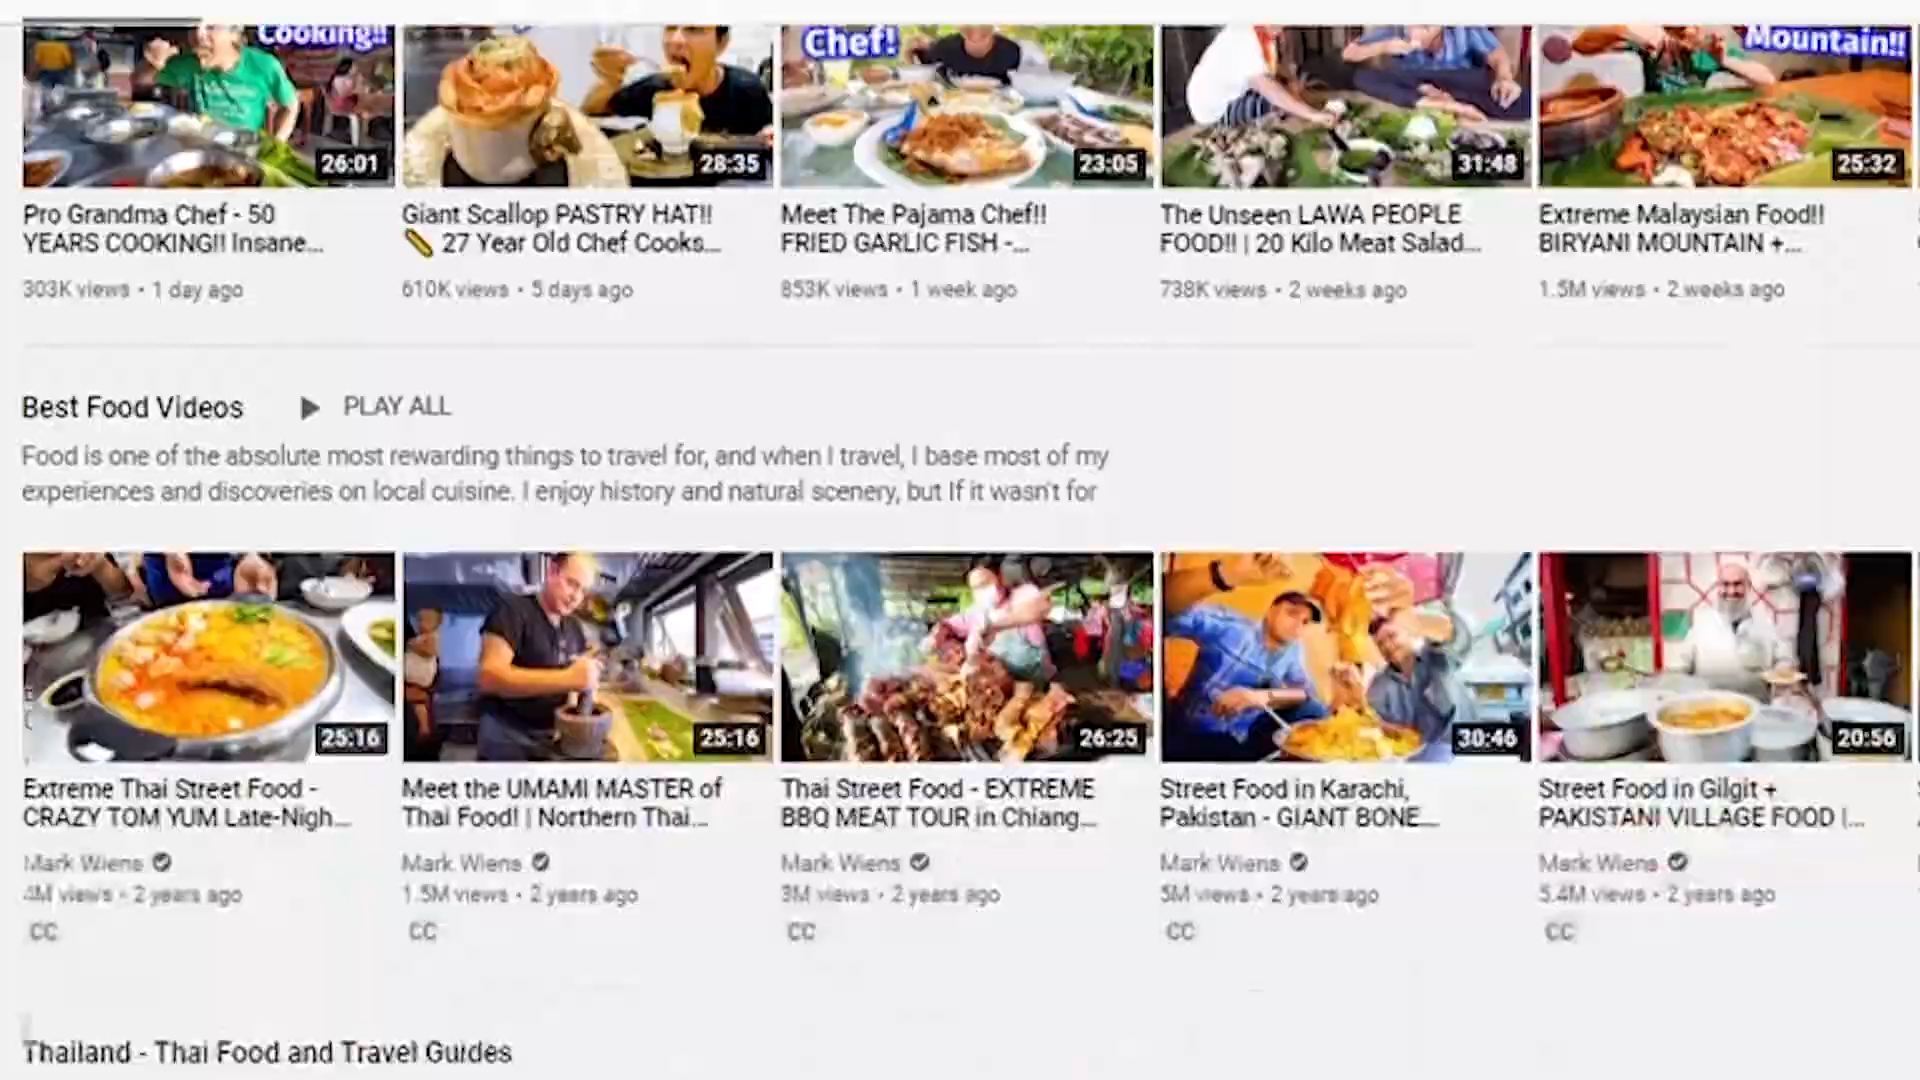 Cooking!!
Chef!
Mountain!!
26:01
28:35
23:05
31:48
25:32
Pro Grandma Chef - 50
YEARS COOKING!! Insane...
303K views • 1 day ago
Giant Scallop PASTRY HAT!!
27 Year Old Chef Cooks...
610K views • 5 days ago
Meet The Pajama Chef!!
FRIED GARLIC FISH -...
853K views • 1 week ago
The Unseen LAWA PEOPLE
FOOD!! | 20 Kilo Meat Salad...
738K views • 2 weeks ago
Extreme Malaysian Food!!
BIRYANI MOUNTAIN +...
1.5M views • 2 weeks ago
Best Food Videos
PLAY ALL
Food is one of the absolute most rewarding things to travel for, and when I travel, I base most of my
experiences and discoveries on local cuisine. I enjoy history and natural scenery, but If it wasn't for
25:16
25:16
26:25
30:46
20:56
Extreme Thai Street Food -
CRAZY TOM YUM Late-Nigh...
Mark Wiens
4M views • 2 years ago
CC
Meet the UMAMI MASTER of
Thai Food! | Northern Thai...
Mark Wiens
1.5M views • 2 years ago
CC
Thai Street Food - EXTREME
BBQ MEAT TOUR in Chiang...
Mark Wiens
3M views • 2 years ago
CC
Street Food in Karachi,
Pakistan - GIANT BONE...
Mark Wiens
5M views • 2 years ago
CC
Street Food in Gilgit +
PAKISTANI VILLAGE FOOD |...
Mark Wiens
5.4M views • 2 years ago
CC
Thailand - Thai Food and Travel Guides